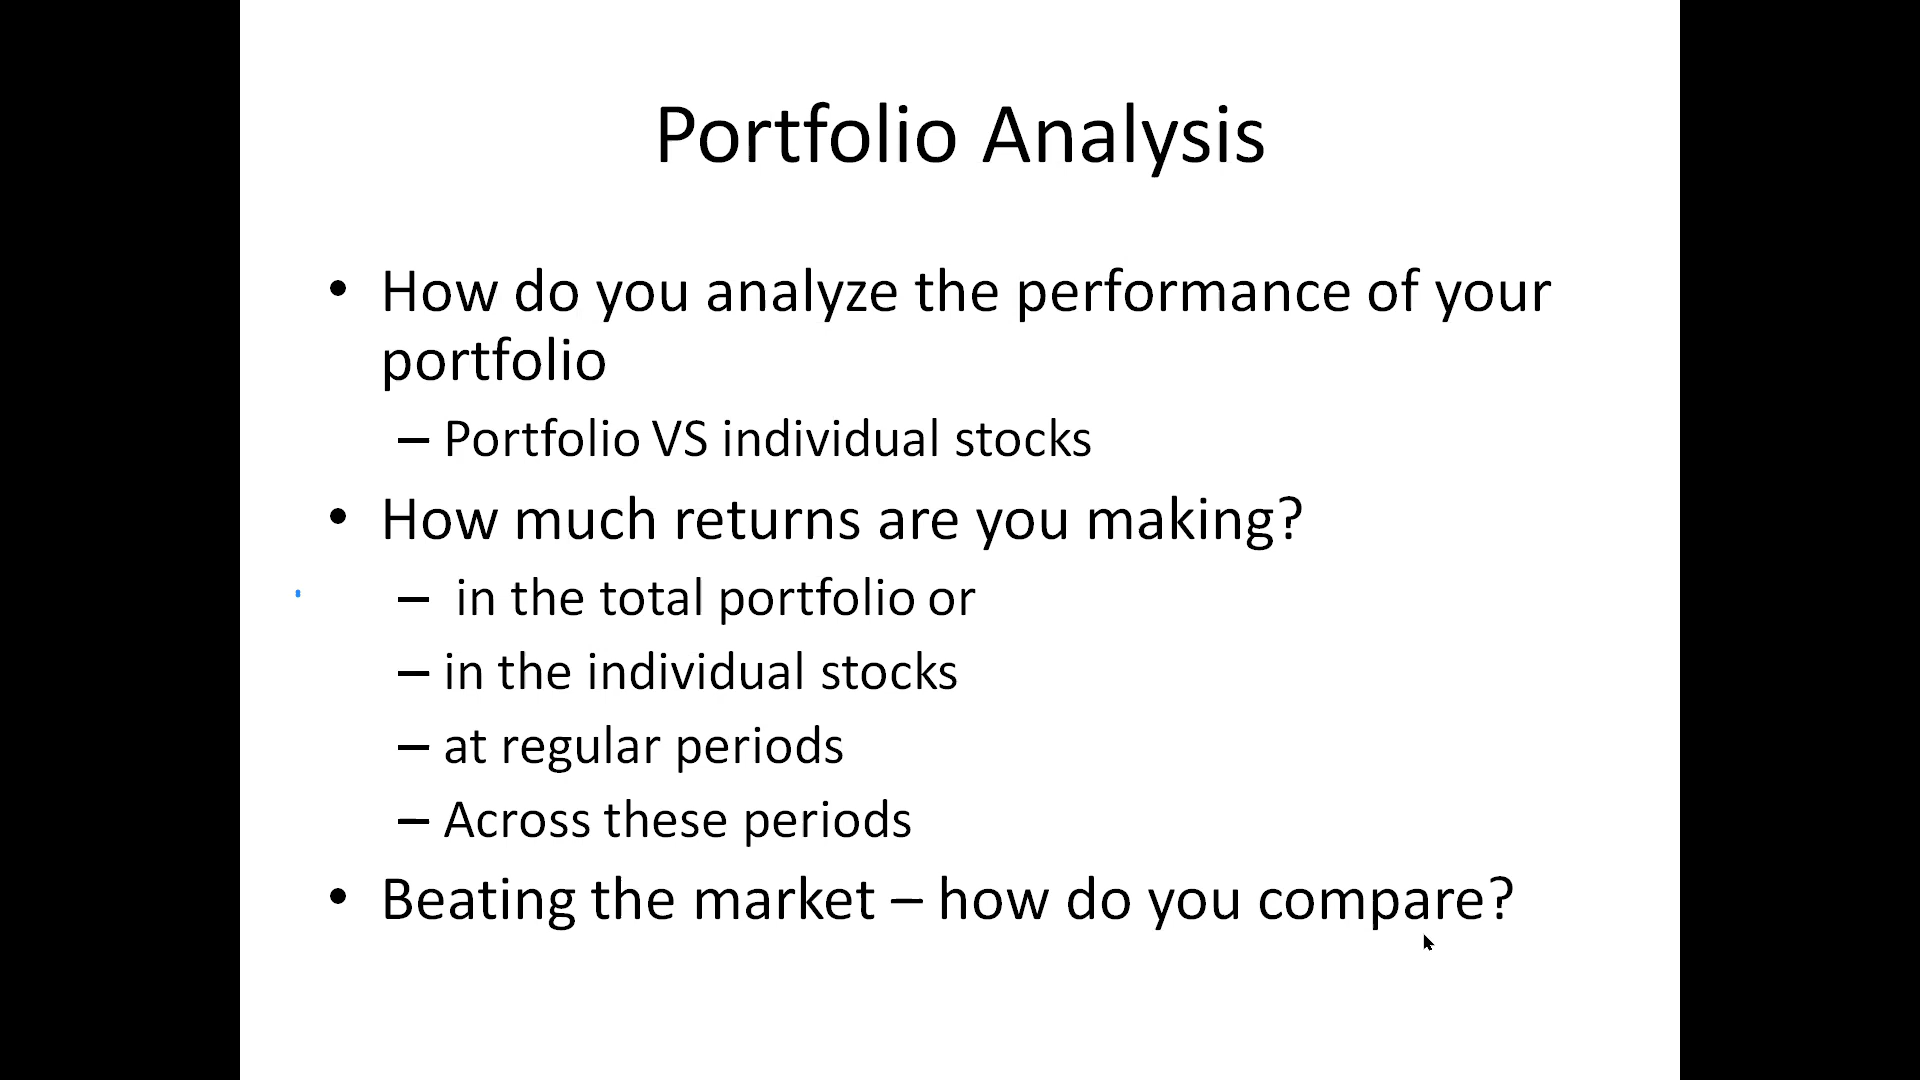 Portfolio Analysis
• How do you analyze the performance of your
portfolio
– Portfolio VS individual stocks
• How much returns are you making?
– in the total portfolio or
– in the individual stocks
– at regular periods
– Across these periods
• Beating the market – how do you compare?